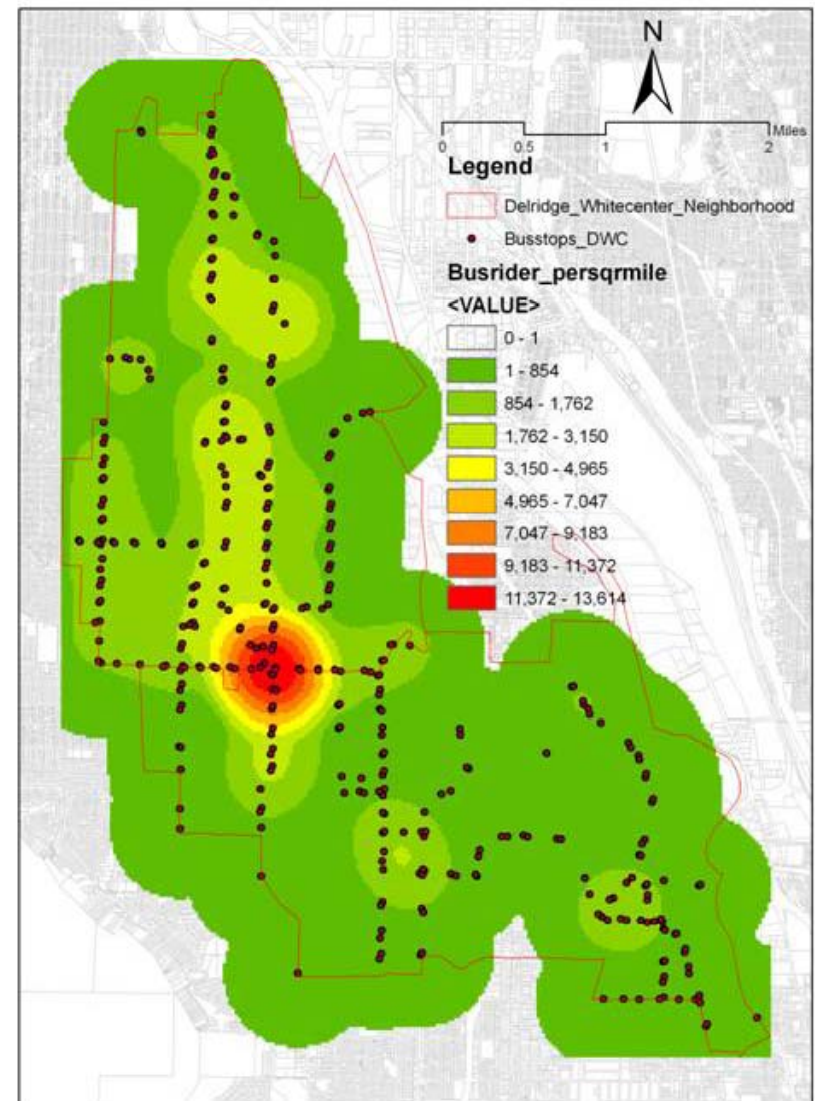 N
Miles
0 0.5 1 2
Legend
Delridge_Whitecenter_Neighborhood
Busstops_DWC
Busrider_persqrmile
<VALUE>
0 - 1
1 - 854
854 - 1,762
1,762 - 3,150
3,150 - 4,965
4,965 - 7,047
7,047 - 9,183
9,183 - 11,372
11,372 - 13,614